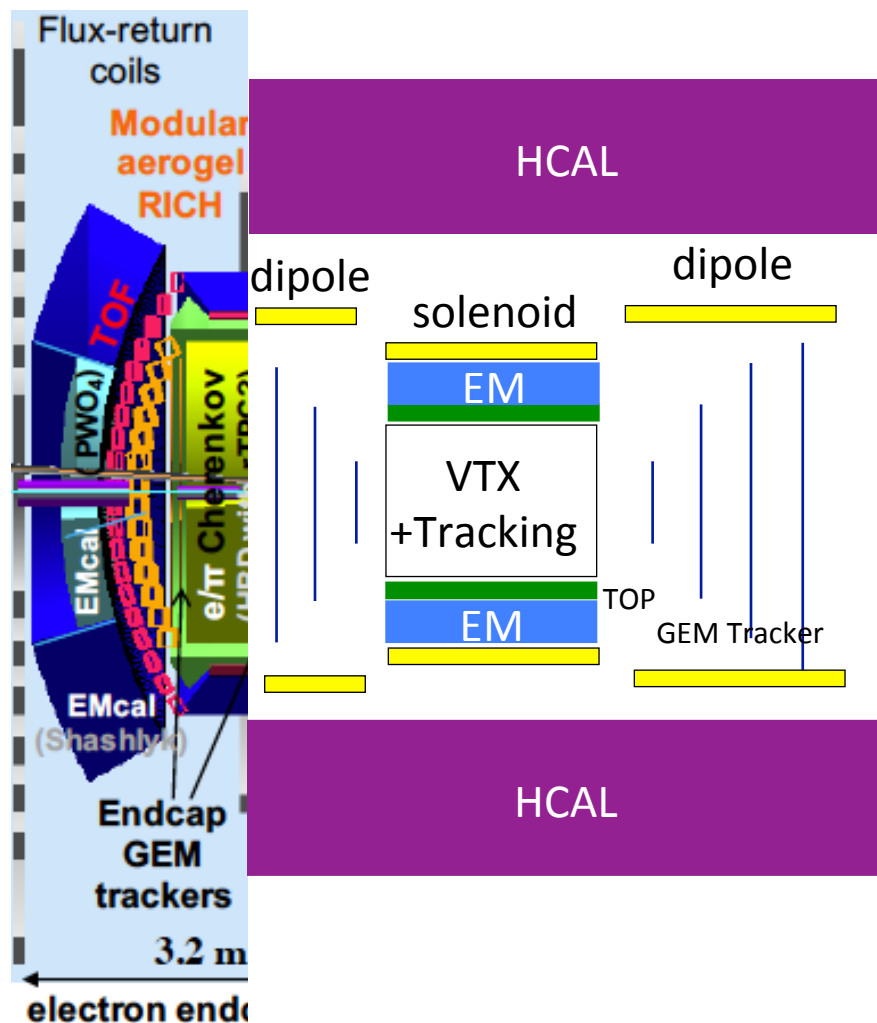 Flux-return
coils
Modular
aerogel
RICH
TOF
(PWO₄)
EMcal
e/π Cherenkov
EMcal
(Shashlyk)
Endcap
GEM
trackers
3.2 m
electron endc
HCAL
dipole
dipole
solenoid
EM
VTX
+Tracking
TOP
EM
GEM Tracker
HCAL